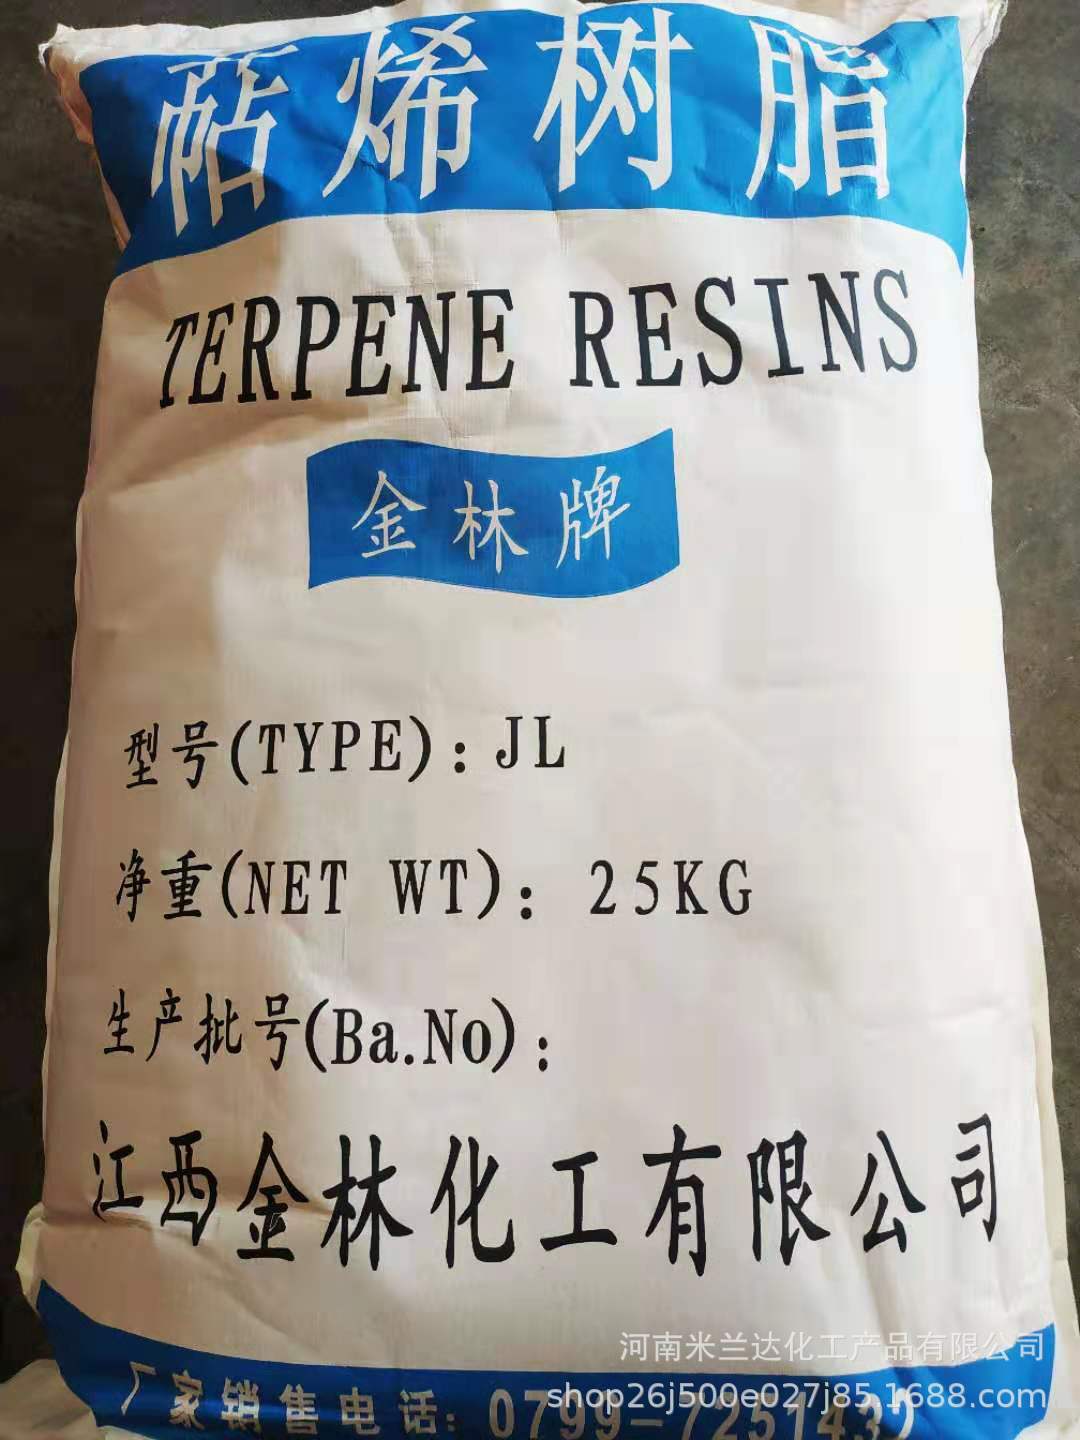 萜烯树脂
TERPENE RESINS
金林牌
型号(TYPE):JL
净重(NET WT): 25KG
生产批号(Ba.No):
江西金林化工有限公司
河南米兰达化工产品有限公司
shop26j500e027j85.1688.com
厂家销售电话:0799-7251439